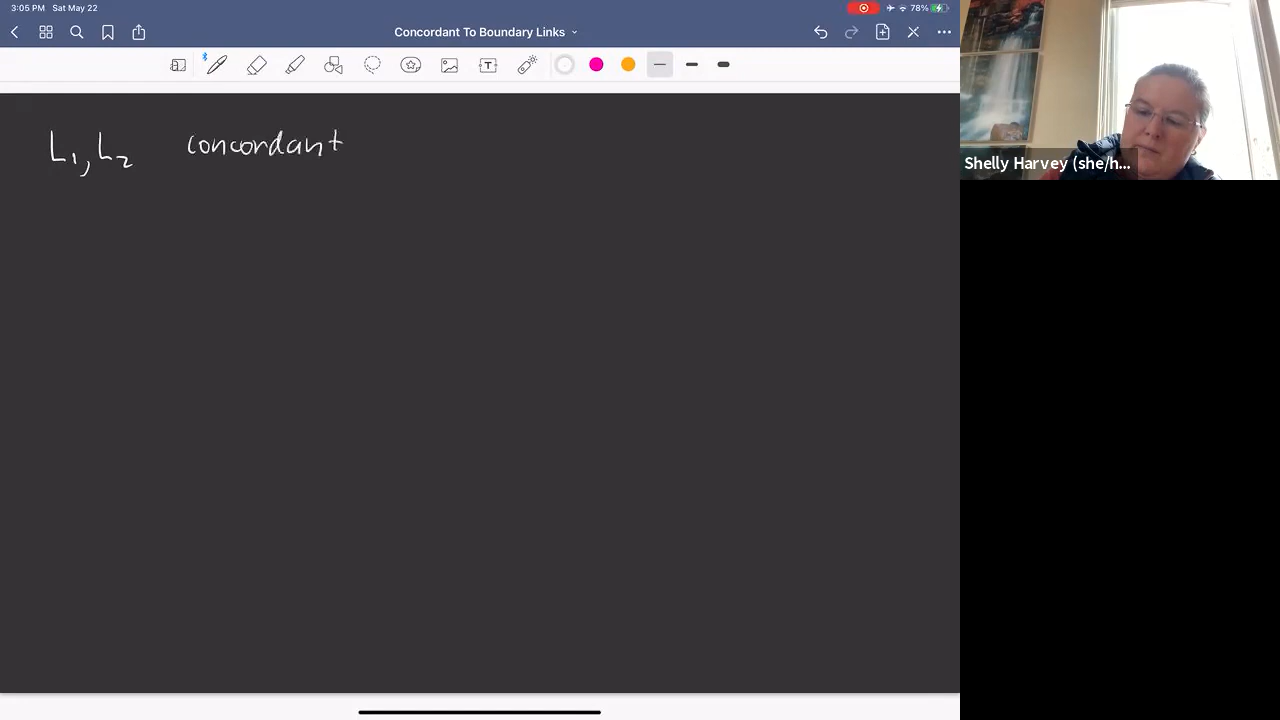 3:05 PM Sat May 22
78%
Concordant To Boundary Links
T
L₁, L₂ concordant
Shelly Harvey (she/h...